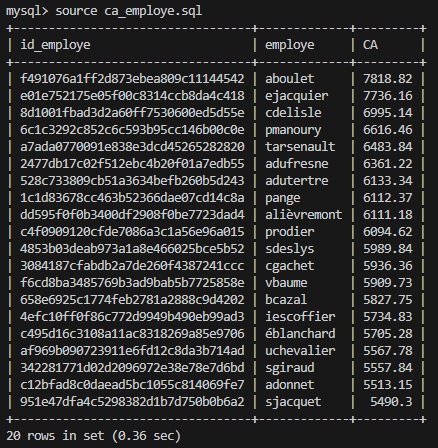 mysql> source ca_employe.sql
+----------------------------------+-------------+---------+
| id_employe                       | employe     | CA      |
+----------------------------------+-------------+---------+
| f491076a1ff2d873ebea809c11144542 | aboulet     | 7818.82 |
| e01e752175e05f00c8314ccb8da4c418 | ejacquier   | 7736.16 |
| 8d1001fbad3d2a60ff7530600ed5d55e | cdelisle    | 6995.14 |
| 6c1c3292c852c6c593b95cc146b00c0e | pmanoury    | 6616.46 |
| a7ada0770091e838e3dcd45265282820 | tarsenault  | 6483.84 |
| 2477db17c02f512ebc4b20f01a7edb55 | adufresne   | 6361.22 |
| 528c733809cb51a3634befb260b5d243 | adutertre   | 6133.34 |
| 1c1d83678cc463b52366dae07cd14c8a | pange       | 6112.37 |
| dd595f0f0b3400df2908f0be7723dad4 | alièvremont | 6111.18 |
| c4f0909120cfde7086a3c1a56e96a015 | prodier     | 6094.62 |
| 4853b03deab973a1a8e466025bce5b52 | sdeslys     | 5989.84 |
| 3084187cfabdb2a7de260f4387241ccc | cgachet     | 5936.36 |
| f6cd8ba3485769b3ad9bab5b7725858e | vbaume      | 5909.73 |
| 658e6925c1774feb2781a2888c9d4202 | bcazal      | 5827.75 |
| 4efc10ff0f86c772d9949b490eb99ad3 | iescoffier  | 5734.83 |
| c495d16c3108a11ac8318269a85e9706 | éblanchard  | 5705.28 |
| af969b090723911e6fd12c8da3b714ad | uchevalier  | 5567.78 |
| 342281771d02d2096972e38e78e7d6bd | sgiraud     | 5557.84 |
| c12bfad8c0daead5bc1055c814069fe7 | adonnet     | 5513.15 |
| 951e47dfa4c5298382d1b7d750b0b6a2 | sjacquet    |  5490.3 |
+----------------------------------+-------------+---------+
20 rows in set (0.36 sec)